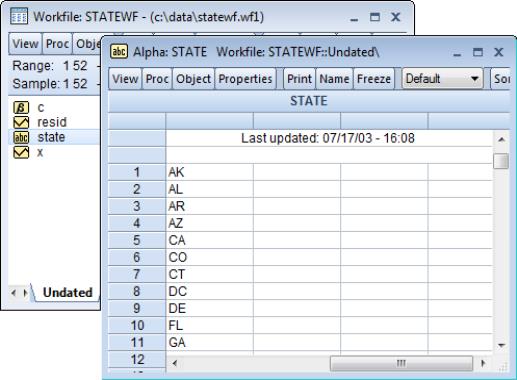 Workfile: STATEWF - (c:\data\statewf.wf1)
View Proc Obje
Range: 1 52 -
Sample: 1 52 -
β c
resid
abc state
x
Undated
abc Alpha: STATE Workfile: STATEWF::Undated\
View Proc Object Properties Print Name Freeze Default
STATE
Last updated: 07/17/03 - 16:08
1 AK
2 AL
3 AR
4 AZ
5 CA
6 CO
7 CT
8 DC
9 DE
10 FL
11 GA
12